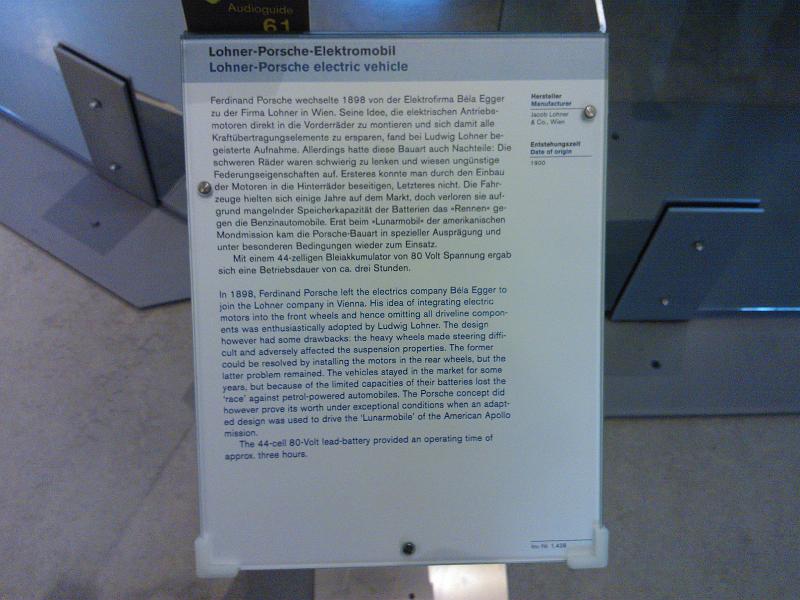 Audioguide
61
Lohner-Porsche-Elektromobil
Lohner-Porsche electric vehicle
Ferdinand Porsche wechselte 1898 von der Elektrofirma Béla Egger
zu der Firma Lohner in Wien. Seine Idee, die elektrischen Antriebs-
motoren direkt in die Vorderräder zu montieren und sich damit alle
Kraftübertragungselemente zu ersparen, fand bei Ludwig Lohner be-
geisterte Aufnahme. Allerdings hatte diese Bauart auch Nachteile: Die
schweren Räder waren schwierig zu lenken und wiesen ungünstige
Federungseigenschaften auf. Ersteres konnte man durch den Einbau
der Motoren in die Hinterräder beseitigen, Letzteres nicht. Die Fahr-
zeuge hielten sich einige Jahre auf dem Markt, doch verloren sie auf-
grund mangelnder Speicherkapazität der Batterien das »Rennen« ge-
gen die Benzinautomobile. Erst beim »Lunarmobil« der amerikanischen
Mondmission kam die Porsche-Bauart in spezieller Ausprägung und
unter besonderen Bedingungen wieder zum Einsatz.
Mit einem 44-zelligen Bleiakkumulator von 80 Volt Spannung ergab
sich eine Betriebsdauer von ca. drei Stunden.
In 1898, Ferdinand Porsche left the electrics company Béla Egger to
join the Lohner company in Vienna. His idea of integrating electric
motors into the front wheels and hence omitting all driveline compon-
ents was enthusiastically adopted by Ludwig Lohner. The design
however had some drawbacks: the heavy wheels made steering diffi-
cult and adversely affected the suspension properties. The former
could be resolved by installing the motors in the rear wheels, but the
latter problem remained. The vehicles stayed in the market for some
years, but because of the limited capacities of their batteries lost the
'race' against petrol-powered automobiles. The Porsche concept did
however prove its worth under exceptional conditions when an adapt-
ed design was used to drive the 'Lunarmobile' of the American Apollo
mission.
The 44-cell 80-Volt lead-battery provided an operating time of
approx. three hours.
Hersteller
Manufacturer
Jacob Lohner
& Co., Wien
Entstehungszeit
Date of origin
1900
Inv.-Nr. 1.428